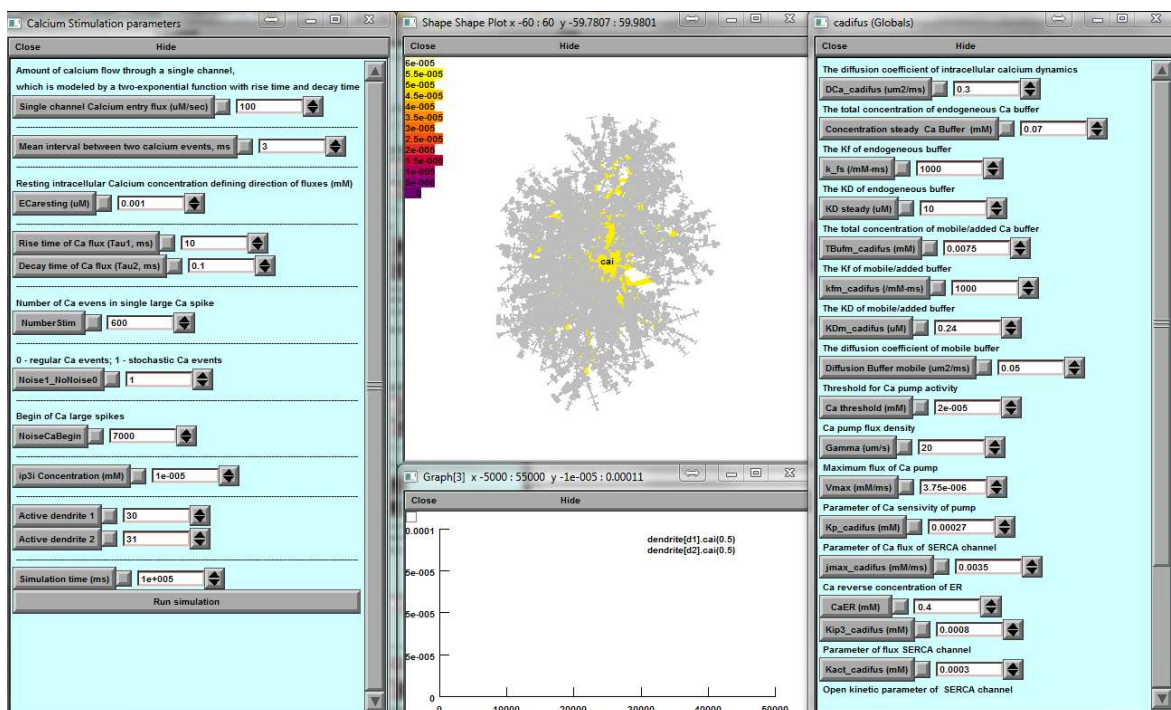 Calcium Stimulation parameters
Close Hide
Amount of calcium flow through a single channel,
which is modeled by a two-exponential function with rise time and decay time
Single channel Calcium entry flux (uM/sec) 100
Mean interval between two calcium events, ms 3
Resting intracellular Calcium concentration defining direction of fluxes (mM)
ECaresting (uM) 0.001
Rise time of Ca flux (Tau1, ms) 10
Decay time of Ca flux (Tau2, ms) 0.1
Number of Ca evens in single large Ca spike
NumberStim 600
0 - regular Ca events; 1 - stochastic Ca events
Noise1_NoNoise0 1
Begin of Ca large spikes
NoiseCaBegin 7000
ip3i Concentration (mM) 1e-005
Active dendrite 1 30
Active dendrite 2 31
Simulation time (ms) 1e+005
Run simulation
Shape Shape Plot x -60 : 60 y -59.7807 : 59.9801
Close Hide
6e-005
5.5e-005
5e-005
4.5e-005
4e-005
3.5e-005
3e-005
2.5e-005
2e-005
1.5e-005
1e-005
5e-006
0
cai
Graph[3] x -5000 : 55000 y -1e-005 : 0.00011
Close Hide
0.0001
dendrite[d1].cai(0.5)
dendrite[d2].cai(0.5)
5e-005
5e-005
5e-005
0
0 10000 20000 30000 40000 50000
cadifus (Globals)
Close Hide
The diffusion coefficient of intracellular calcium dynamics
DCa_cadifus (um2/ms) 0.3
The total concentration of endogeneous Ca buffer
Concentration steady Ca Buffer (mM) 0.07
The Kf of endogeneous buffer
k_fs (/mM-ms) 1000
The KD of endogeneous buffer
KD steady (uM) 10
The total concentration of mobile/added Ca buffer
TBufm_cadifus (mM) 0.0075
The Kf of mobile/added buffer
kfm_cadifus (/mM-ms) 1000
The KD of mobile/added buffer
KDm_cadifus (uM) 0.24
The diffusion coefficient of mobile buffer
Diffusion Buffer mobile (um2/ms) 0.05
Threshold for Ca pump activity
Ca threshold (mM) 2e-005
Ca pump flux density
Gamma (um/s) 20
Maximum flux of Ca pump
Vmax (mM/ms) 3.75e-006
Parameter of Ca sensivity of pump
Kp_cadifus (mM) 0.00027
Parameter of Ca flux of SERCA channel
jmax_cadifus (mM/ms) 0.0035
Ca reverse concentration of ER
CaER (mM) 0.4
Kip3_cadifus (mM) 0.0008
Parameter of flux SERCA channel
Kact_cadifus (mM) 0.0003
Open kinetic parameter of SERCA channel